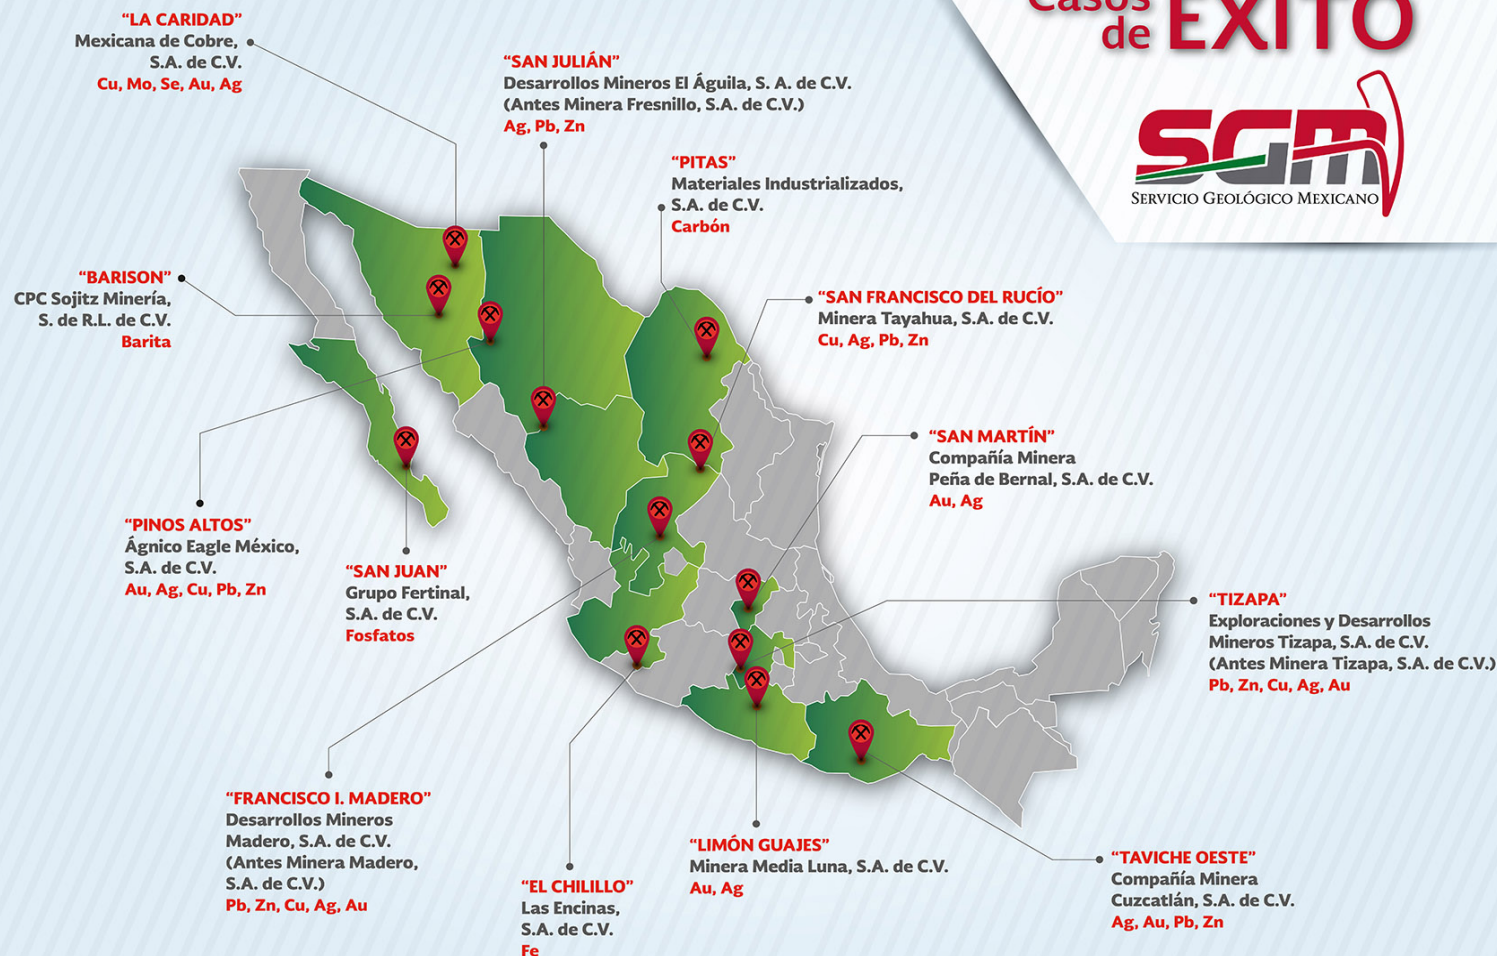 Casos
de ÉXITO
SGM
SERVICIO GEOLÓGICO MEXICANO
“LA CARIDAD”
Mexicana de Cobre,
S.A. de C.V.
Cu, Mo, Se, Au, Ag
“SAN JULIÁN”
Desarrollos Mineros El Águila, S. A. de C.V.
(Antes Minera Fresnillo, S.A. de C.V.)
Ag, Pb, Zn
“PITAS”
Materiales Industrializados,
S.A. de C.V.
Carbón
“BARISON”
CPC Sojitz Minería,
S. de R.L. de C.V.
Barita
“SAN FRANCISCO DEL RUCÍO”
Minera Tayahua, S.A. de C.V.
Cu, Ag, Pb, Zn
“SAN MARTÍN”
Compañía Minera
Peña de Bernal, S.A. de C.V.
Au, Ag
“PINOS ALTOS”
Ágnico Eagle México,
S.A. de C.V.
Au, Ag, Cu, Pb, Zn
“SAN JUAN”
Grupo Fertinal,
S.A. de C.V.
Fosfatos
“TIZAPA”
Exploraciones y Desarrollos
Mineros Tizapa, S.A. de C.V.
(Antes Minera Tizapa, S.A. de C.V.)
Pb, Zn, Cu, Ag, Au
“FRANCISCO I. MADERO”
Desarrollos Mineros
Madero, S.A. de C.V.
(Antes Minera Madero,
S.A. de C.V.)
Pb, Zn, Cu, Ag, Au
“EL CHILILLO”
Las Encinas,
S.A. de C.V.
Fe
“LIMÓN GUAJES”
Minera Media Luna, S.A. de C.V.
Au, Ag
“TAVICHE OESTE”
Compañía Minera
Cuzcatlán, S.A. de C.V.
Ag, Au, Pb, Zn